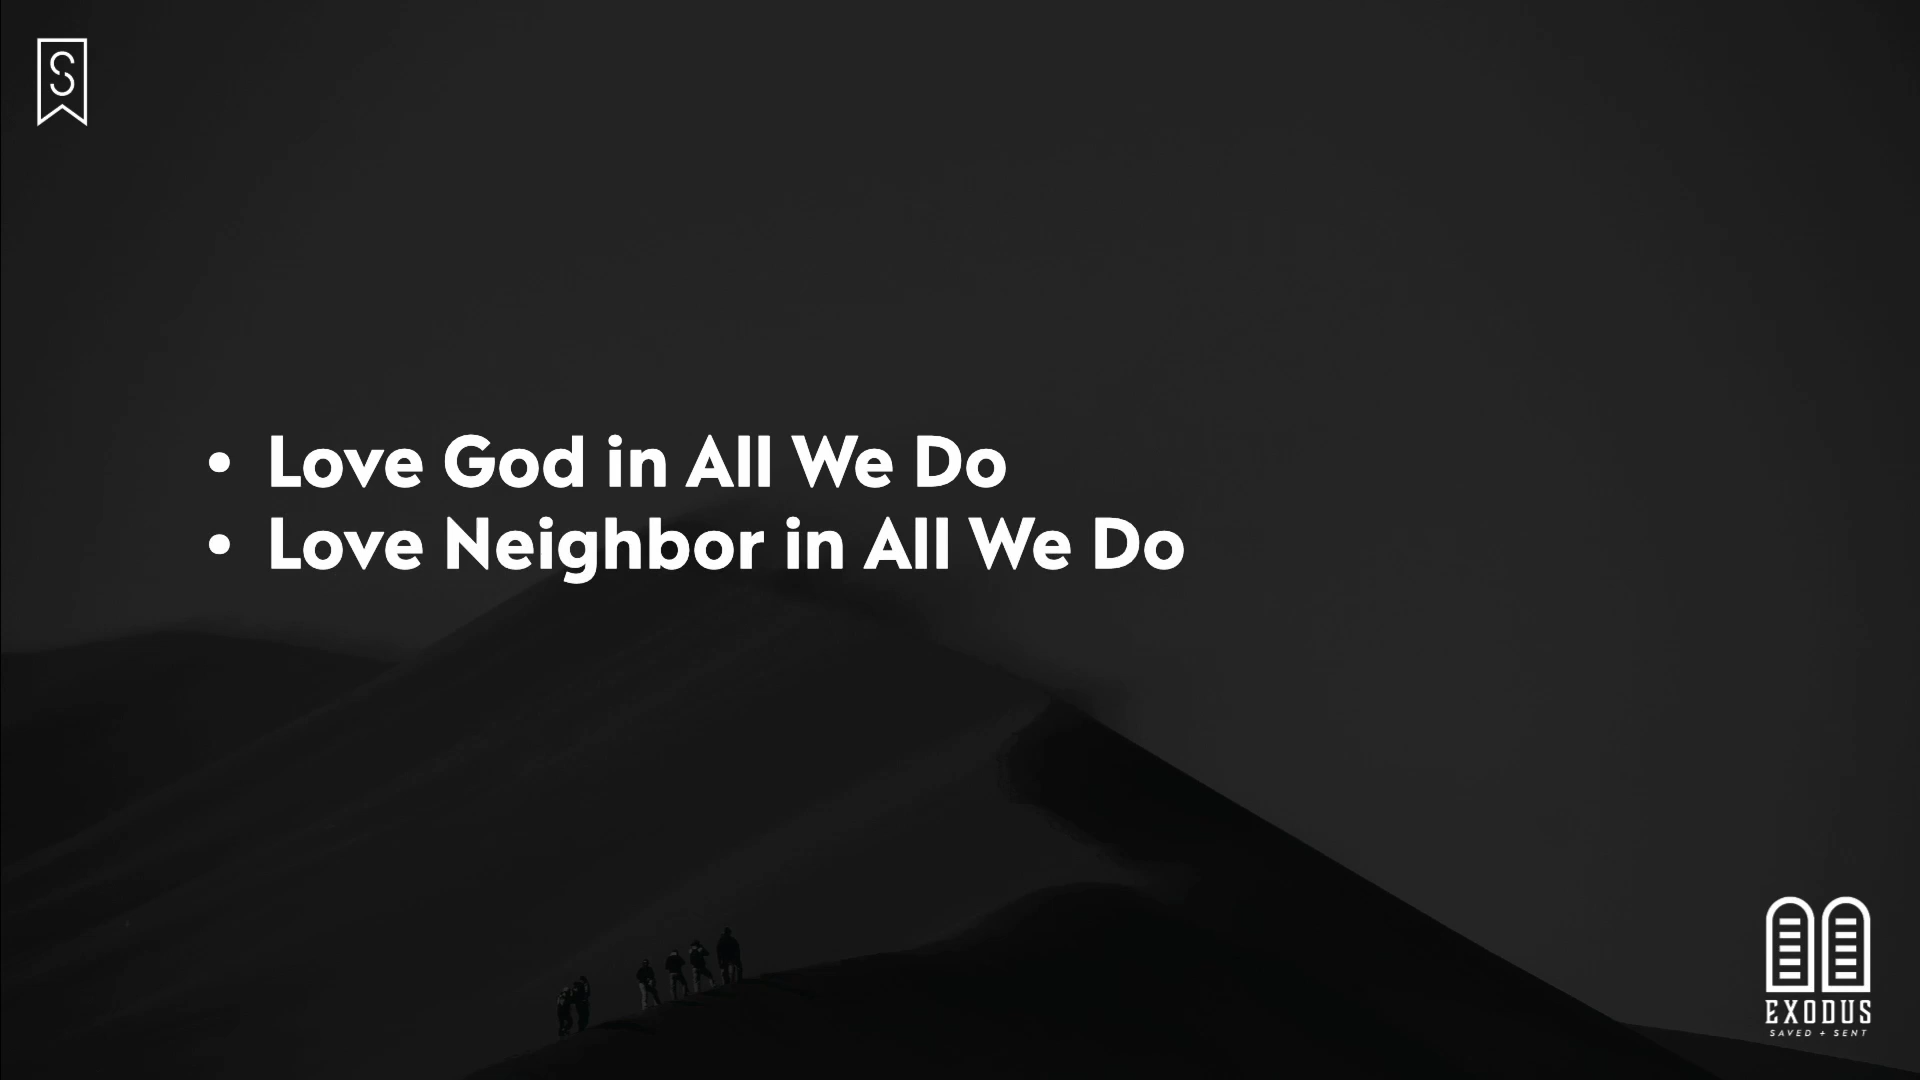 S
• Love God in All We Do
• Love Neighbor in All We Do
EXODUS
SAVED + SENT